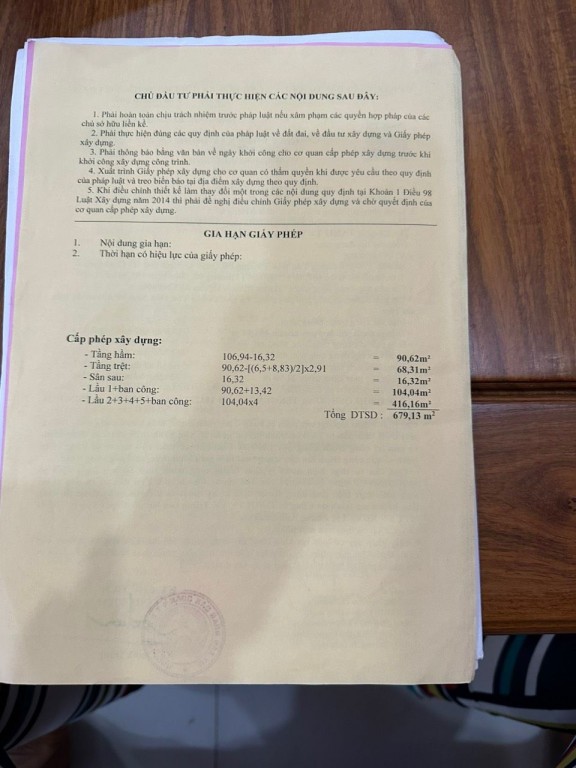 CHỦ ĐẦU TƯ PHẢI THỰC HIỆN CÁC NỘI DUNG SAU ĐÂY:
1. Phải hoàn toàn chịu trách nhiệm trước pháp luật nếu xâm phạm các quyền hợp pháp của các
chủ sở hữu liền kề.
2. Phải thực hiện đúng các quy định của pháp luật về đất đai, về đầu tư xây dựng và Giấy phép
xây dựng.
3. Phải thông báo bằng văn bản về ngày khởi công cho cơ quan cấp phép xây dựng trước khi
khởi công xây dựng công trình.
4. Xuất trình Giấy phép xây dựng cho cơ quan có thẩm quyền khi được yêu cầu theo quy định
của pháp luật và treo biển báo tại địa điểm xây dựng theo quy định.
5. Khi điều chỉnh thiết kế làm thay đổi một trong các nội dung quy định tại Khoản 1 Điều 98
Luật Xây dựng năm 2014 thì phải đề nghị điều chỉnh Giấy phép xây dựng và chờ quyết định của
cơ quan cấp phép xây dựng.
GIA HẠN GIẤY PHÉP
1. Nội dung gia hạn:
2. Thời hạn có hiệu lực của giấy phép:
Cấp phép xây dựng:
- Tầng hầm: 106,94-16,32 = 90,62m²
- Tầng trệt: 90,62-[(6,5+8,83)/2]x2,91 = 68,31m²
- Sân sau: 16,32 = 16,32m²
- Lầu 1+ban công: 90,62+13,42 = 104,04m²
- Lầu 2+3+4+5+ban công: 104,04x4 = 416,16m²
Tổng DTSD : 679,13 m²